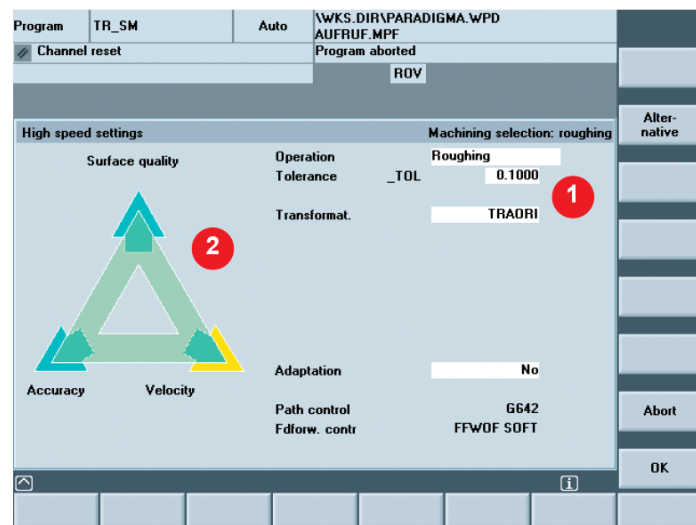 Program TR_SM Auto \WKS.DIR\PARADIGMA.WPD
AUFRUF.MPF
Channel reset Program aborted
ROV
Alter-
native
High speed settings Machining selection: roughing
Surface quality
Operation Roughing
Tolerance _TOL 0.1000
1
Transformat. TRAORI
2
Adaptation No
Accuracy Velocity
Path control G642
Fdforw. contr FFWOF SOFT
Abort
OK
i